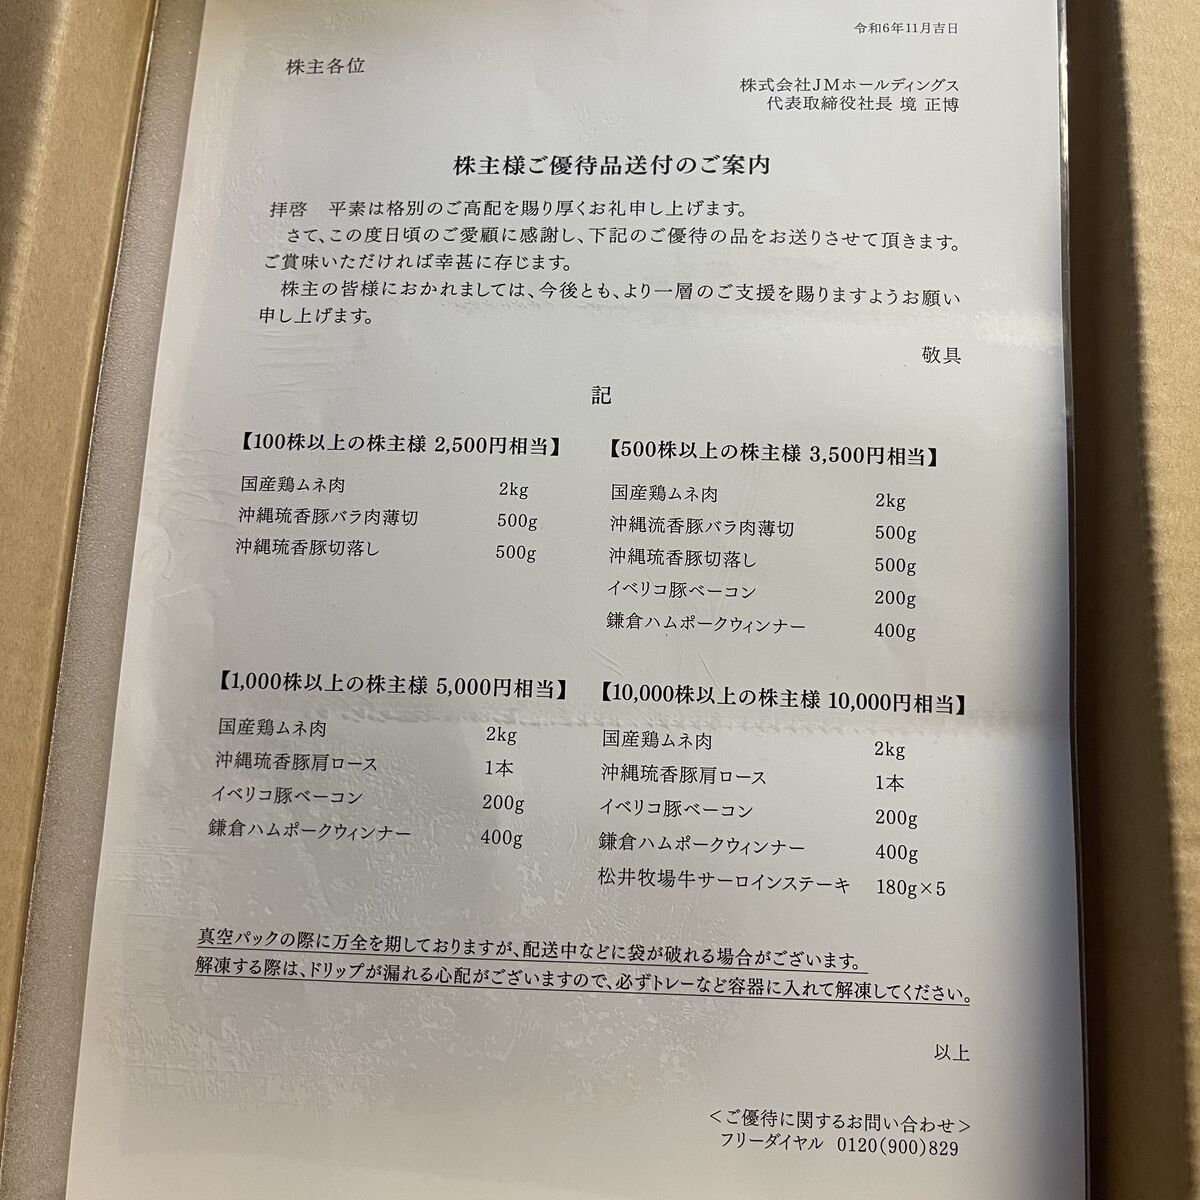 令和6年11月吉日
株主各位
株式会社JMホールディングス
代表取締役社長 境 正博
株主様ご優待品送付のご案内
拝啓　平素は格別のご高配を賜り厚くお礼申し上げます。
さて、この度日頃のご愛顧に感謝し、下記のご優待の品をお送りさせて頂きます。
ご賞味いただければ幸甚に存じます。
株主の皆様におかれましては、今後とも、より一層のご支援を賜りますようお願い
申し上げます。
敬具
記
【100株以上の株主様 2,500円相当】
国産鶏ムネ肉 2kg
沖縄琉香豚バラ肉薄切 500g
沖縄琉香豚切落し 500g
【500株以上の株主様 3,500円相当】
国産鶏ムネ肉 2kg
沖縄流香豚バラ肉薄切 500g
沖縄琉香豚切落し 500g
イベリコ豚ベーコン 200g
鎌倉ハムポークウィンナー 400g
【1,000株以上の株主様 5,000円相当】
国産鶏ムネ肉 2kg
沖縄琉香豚肩ロース 1本
イベリコ豚ベーコン 200g
鎌倉ハムポークウィンナー 400g
【10,000株以上の株主様 10,000円相当】
国産鶏ムネ肉 2kg
沖縄琉香豚肩ロース 1本
イベリコ豚ベーコン 200g
鎌倉ハムポークウィンナー 400g
松井牧場牛サーロインステーキ 180g×5
真空パックの際に万全を期しておりますが、配送中などに袋が破れる場合がございます。
解凍する際は、ドリップが漏れる心配がございますので、必ずトレーなど容器に入れて解凍してください。
以上
＜ご優待に関するお問い合わせ＞
フリーダイヤル 0120(900)829